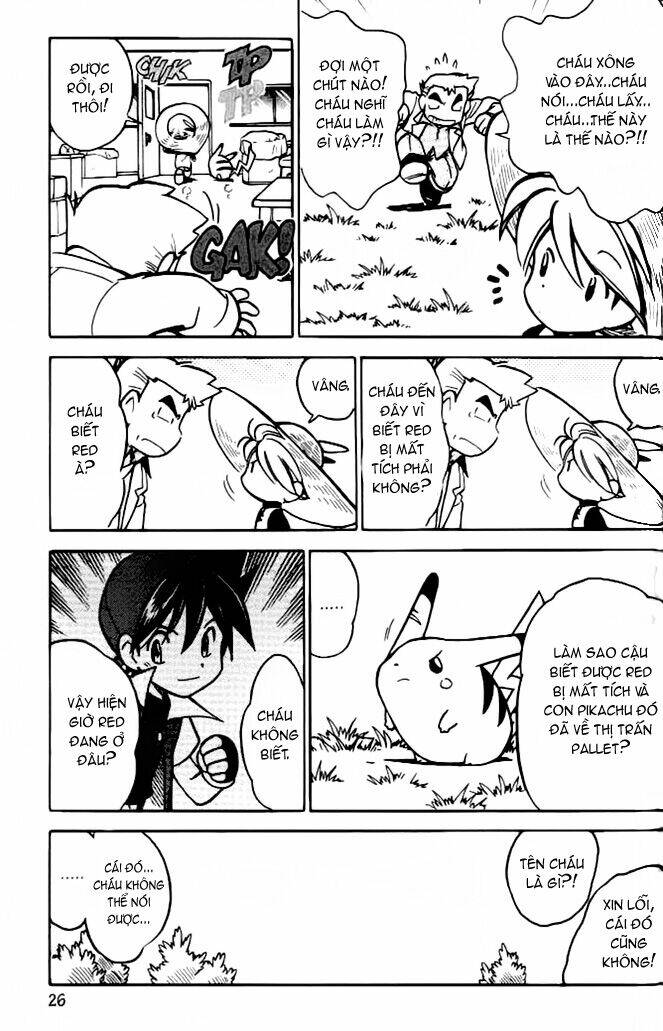 ĐƯỢC
RỒI, ĐI
THÔI!
CHIK
TP
TP
GAK!
ĐỢI MỘT
CHÚT NÀO!
CHÁU NGHĨ
CHÁU LÀM
GÌ VẬY?!!
CHÁU XÔNG
VÀO ĐÂY...CHÁU
NÓI...CHÁU LẤY...
CHÁU...THẾ NÀY
LÀ THẾ NÀO?!!
CHÁU
BIẾT
RED
À?
VÂNG.
CHÁU ĐẾN
ĐÂY VÌ
RED
BỊ MẤT
TÍCH PHẢI
KHÔNG?
VÂNG.
VẬY HIỆN
GIỜ RED
ĐANG Ở
ĐÂU?
CHÁU
KHÔNG
BIẾT.
......
LÀM SAO CẬU
BIẾT ĐƯỢC RED
BỊ MẤT TÍCH VÀ
CON PIKACHU ĐÓ
ĐÃ VỀ THỊ TRẤN
PALLET?
......
CÁI ĐÓ...
CHÁU KHÔNG
THỂ NÓI
ĐƯỢC...
TÊN CHÁU
LÀ GÌ?!
XIN LỖI,
CÁI ĐÓ
CŨNG
KHÔNG!
26